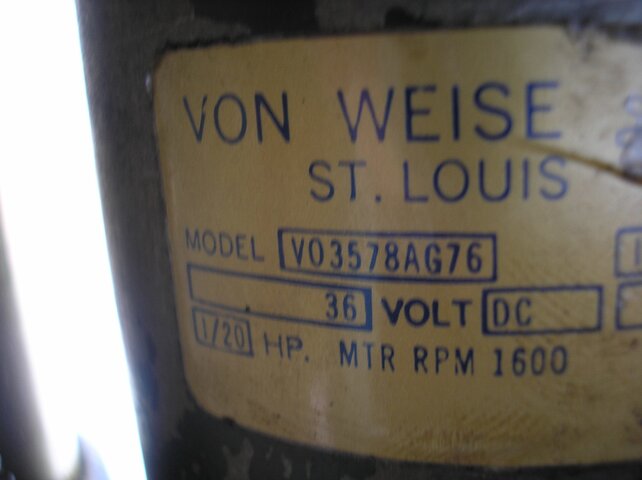 VON WEISE
ST. LOUIS
MODEL VO3578AG76
36 VOLT DC
1/20 HP. MTR RPM 1600